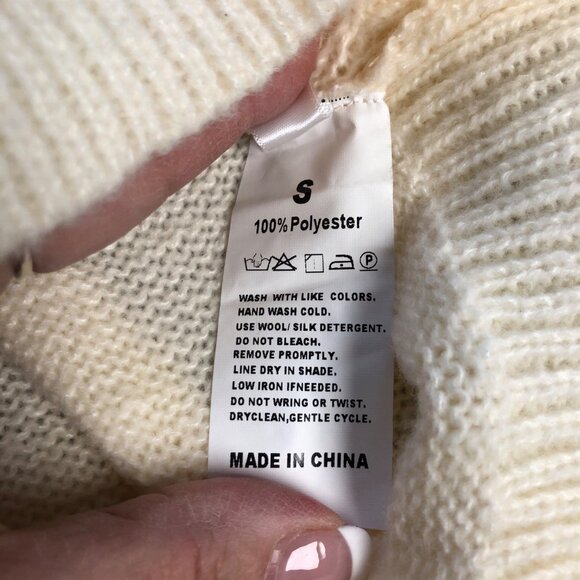 S
100% Polyester
P
WASH WITH LIKE COLORS.
HAND WASH COLD.
USE WOOL/ SILK DETERGENT.
DO NOT BLEACH.
REMOVE PROMPTLY.
LINE DRY IN SHADE.
LOW IRON IFNEEDED.
DO NOT WRING OR TWIST.
DRYCLEAN,GENTLE CYCLE.
MADE IN CHINA